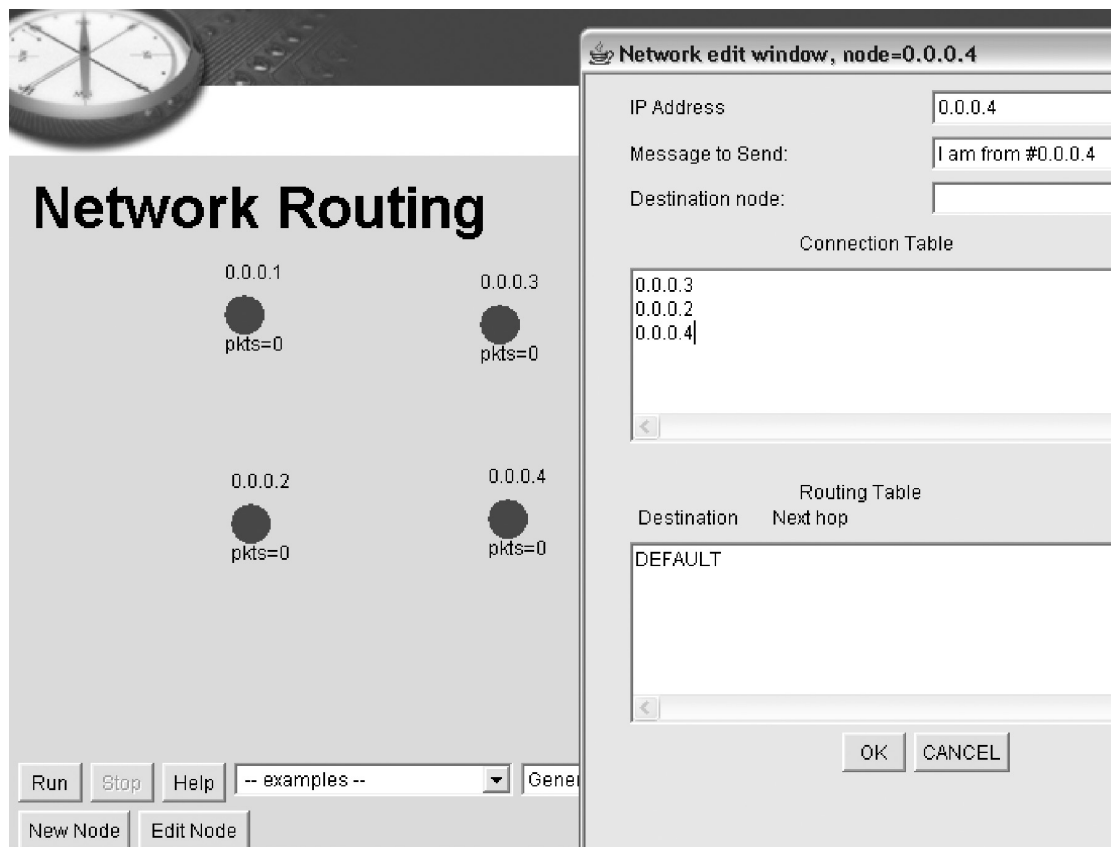 Network edit window, node=0.0.0.4
IP Address 0.0.0.4
Message to Send: I am from #0.0.0.4
Destination node:
Connection Table
0.0.0.3
0.0.0.2
0.0.0.4
Routing Table
Destination Next hop
DEFAULT
OK CANCEL
Network Routing
0.0.0.1
pkts=0
0.0.0.3
pkts=0
0.0.0.2
pkts=0
0.0.0.4
pkts=0
Run Stop Help -- examples -- Gener
New Node Edit Node